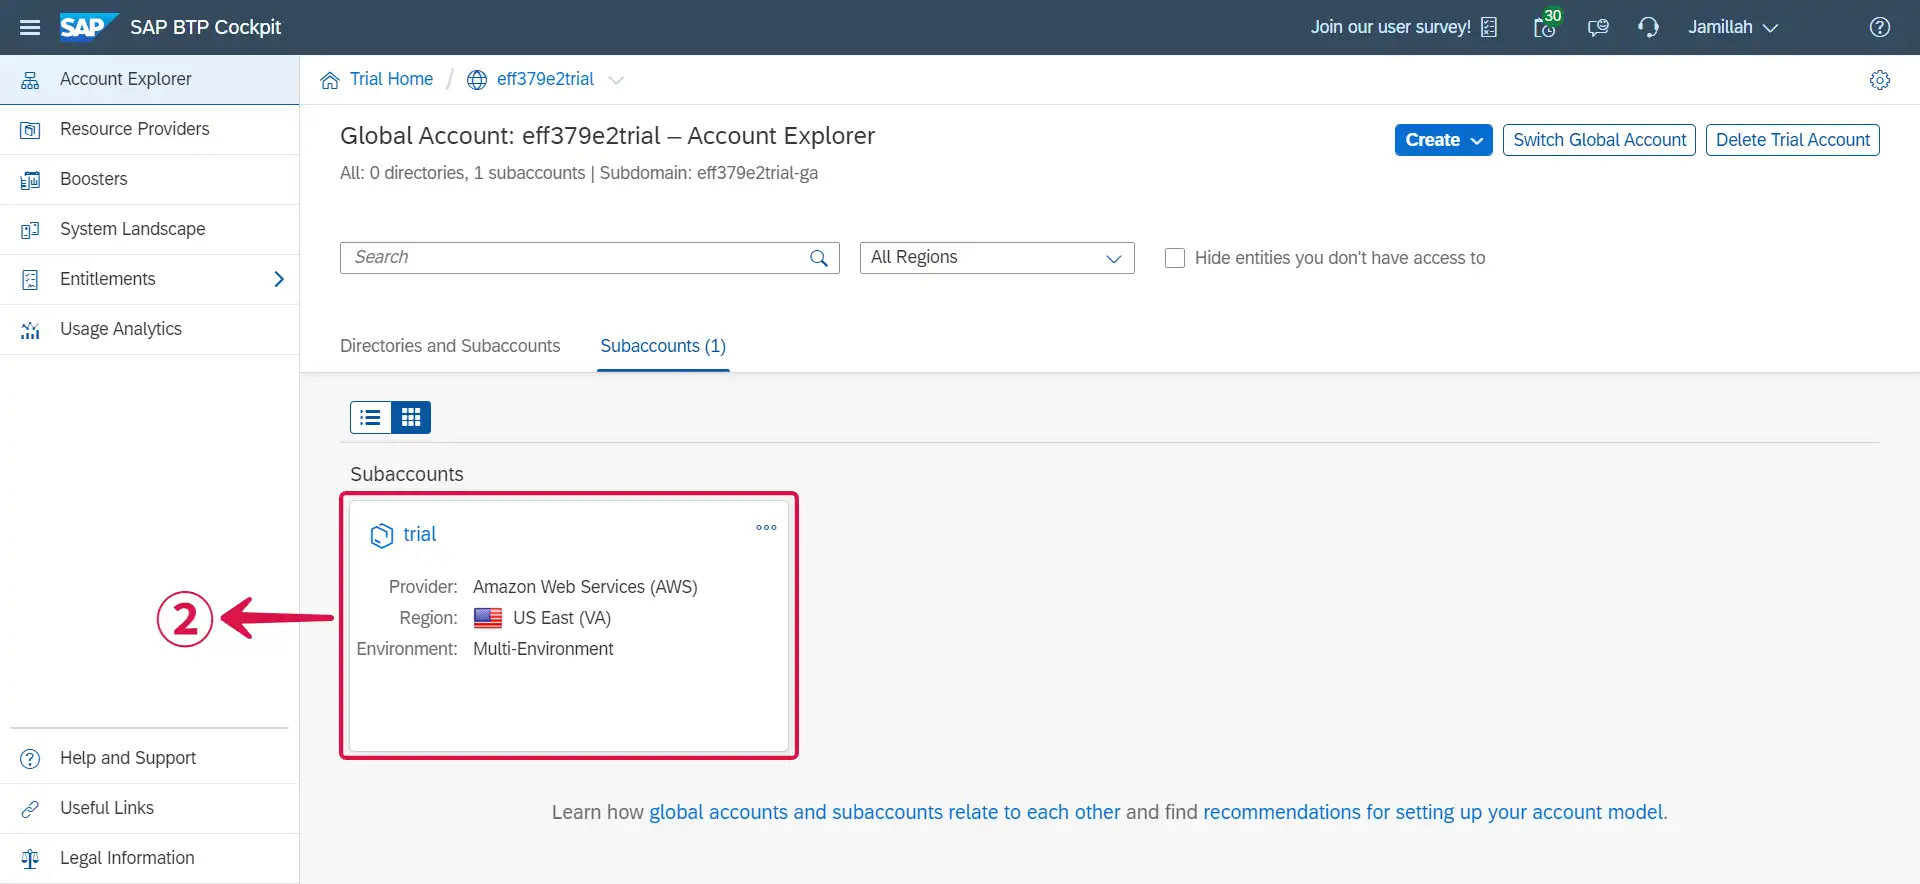 SAP SAP BTP Cockpit
Join our user survey!
30
Jamillah
Account Explorer
Resource Providers
Boosters
System Landscape
Entitlements
Usage Analytics
Help and Support
Useful Links
Legal Information
Trial Home / eff379e2trial
Global Account: eff379e2trial – Account Explorer
All: 0 directories, 1 subaccounts | Subdomain: eff379e2trial-ga
Create
Switch Global Account
Delete Trial Account
Search
All Regions
Hide entities you don't have access to
Directories and Subaccounts
Subaccounts (1)
Subaccounts
trial
Provider: Amazon Web Services (AWS)
Region: US East (VA)
Environment: Multi-Environment
2
Learn how global accounts and subaccounts relate to each other and find recommendations for setting up your account model.